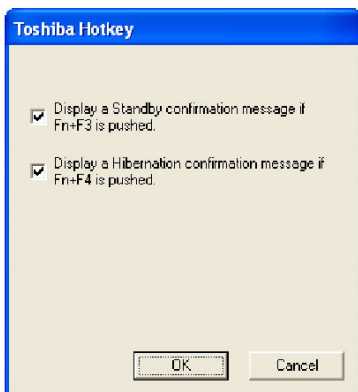 Toshiba Hotkey
Display a Standby confirmation message if
Fn+F3 is pushed.
Display a Hibernation confirmation message if
Fn+F4 is pushed.
OK
Cancel